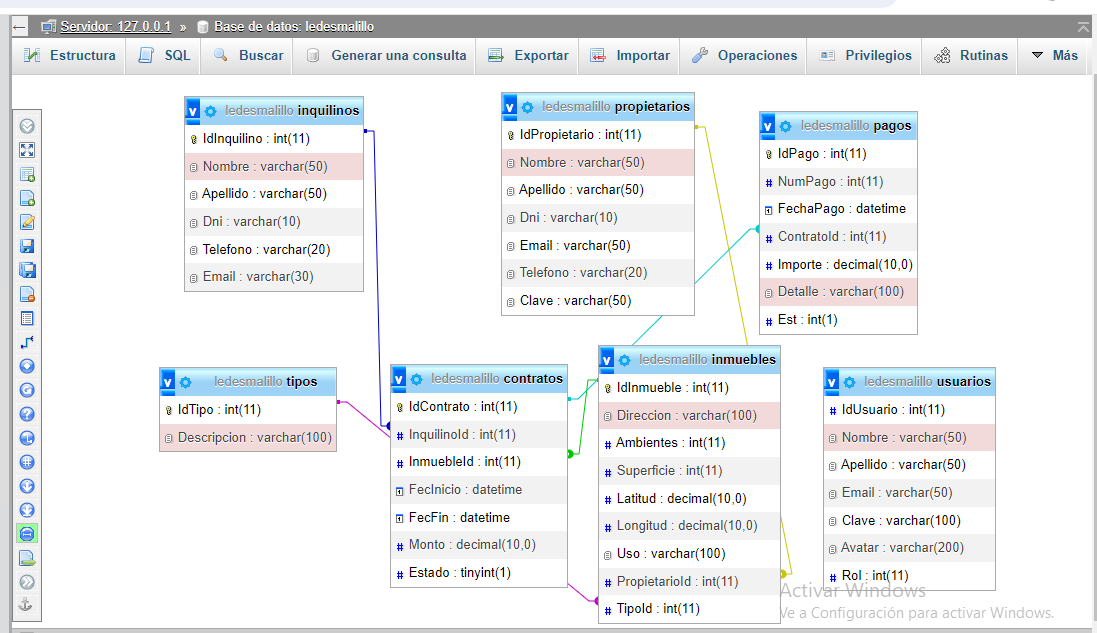 Servidor: 127.0.0.1 » Base de datos: ledesmalillo
Estructura SQL Buscar Generar una consulta Exportar Importar Operaciones Privilegios Rutinas Más
ledesmalillo inquilinos
IdInquilino : int(11)
Nombre : varchar(50)
Apellido : varchar(50)
Dni : varchar(10)
Telefono : varchar(20)
Email : varchar(30)
ledesmalillo propietarios
IdPropietario : int(11)
Nombre : varchar(50)
Apellido : varchar(50)
Dni : varchar(10)
Email : varchar(50)
Telefono : varchar(20)
Clave : varchar(50)
ledesmalillo pagos
IdPago : int(11)
NumPago : int(11)
FechaPago : datetime
ContratoId : int(11)
Importe : decimal(10,0)
Detalle : varchar(100)
Est : int(1)
ledesmalillo tipos
IdTipo : int(11)
Descripcion : varchar(100)
ledesmalillo contratos
IdContrato : int(11)
InquilinoId : int(11)
InmuebleId : int(11)
FecInicio : datetime
FecFin : datetime
Monto : decimal(10,0)
Estado : tinyint(1)
ledesmalillo inmuebles
IdInmueble : int(11)
Direccion : varchar(100)
Ambientes : int(11)
Superficie : int(11)
Latitud : decimal(10,0)
Longitud : decimal(10,0)
Uso : varchar(100)
PropietarioId : int(11)
TipoId : int(11)
ledesmalillo usuarios
IdUsuario : int(11)
Nombre : varchar(50)
Apellido : varchar(50)
Email : varchar(50)
Clave : varchar(100)
Avatar : varchar(200)
Rol : int(11)
Activar Windows
Ve a Configuración para activar Windows.